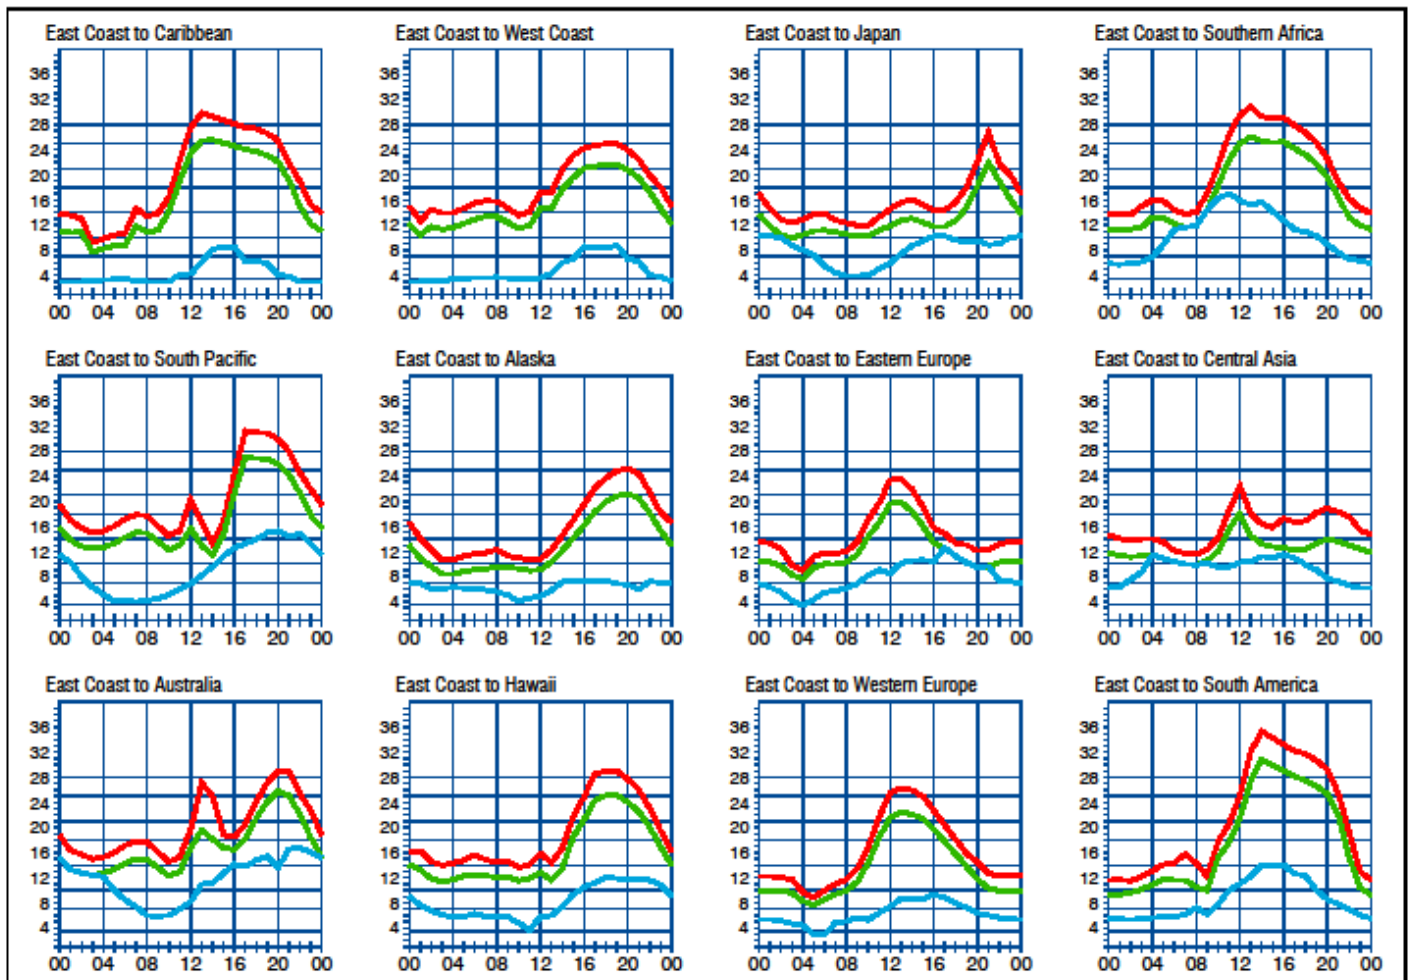 East Coast to Caribbean East Coast to West Coast East Coast to Japan East Coast to Southern Africa
36 36 36 36
32 32 32 32
28 28 28 28
24 24 24 24
20 20 20 20
16 16 16 16
12 12 12 12
8 8 8 8
4 4 4 4
00 04 08 12 16 20 00 00 04 08 12 16 20 00 00 04 08 12 16 20 00 00 04 08 12 16 20 00
East Coast to South Pacific East Coast to Alaska East Coast to Eastern Europe East Coast to Central Asia
36 36 36 36
32 32 32 32
28 28 28 28
24 24 24 24
20 20 20 20
16 16 16 16
12 12 12 12
8 8 8 8
4 4 4 4
00 04 08 12 16 20 00 00 04 08 12 16 20 00 00 04 08 12 16 20 00 00 04 08 12 16 20 00
East Coast to Australia East Coast to Hawaii East Coast to Western Europe East Coast to South America
36 36 36 36
32 32 32 32
28 28 28 28
24 24 24 24
20 20 20 20
16 16 16 16
12 12 12 12
8 8 8 8
4 4 4 4
00 04 08 12 16 20 00 00 04 08 12 16 20 00 00 04 08 12 16 20 00 00 04 08 12 16 20 00